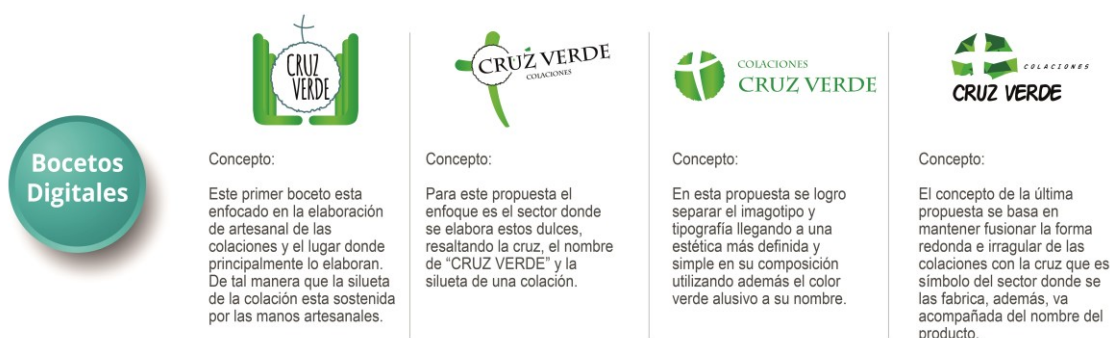 Bocetos
Digitales
CRUZ
VERDE
Concepto:
Este primer boceto esta
enfocado en la elaboración
de artesanal de las
colaciones y el lugar donde
principalmente lo elaboran.
De tal manera que la silueta
de la colación esta sostenida
por las manos artesanales.
CRUZ VERDE
COLACIONES
Concepto:
Para este propuesta el
enfoque es el sector donde
se elabora estos dulces,
resaltando la cruz, el nombre
de “CRUZ VERDE” y la
silueta de una colación.
COLACIONES
CRUZ VERDE
Concepto:
En esta propuesta se logro
separar el imagotipo y
tipografía llegando a una
estética más definida y
simple en su composición
utilizando además el color
verde alusivo a su nombre.
COLACIONES
CRUZ VERDE
Concepto:
El concepto de la última
propuesta se basa en
mantener fusionar la forma
redonda e irragular de las
colaciones con la cruz que es
símbolo del sector donde se
las fabrica, además, va
acompañada del nombre del
producto.